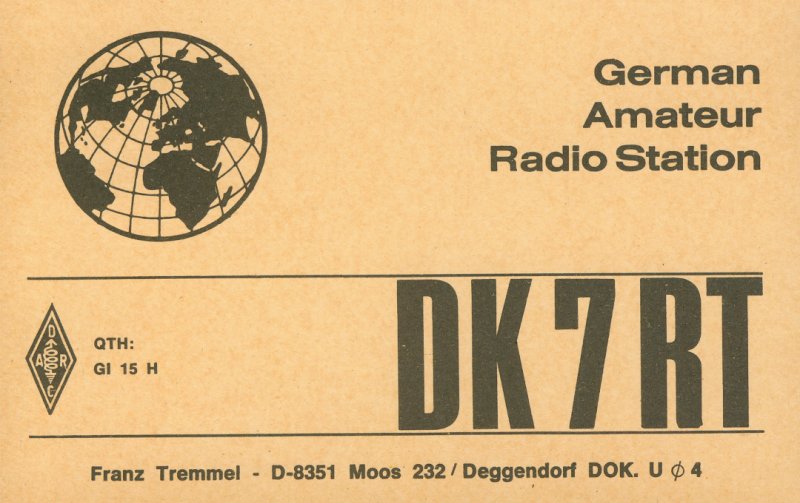 German
Amateur
Radio Station
DARC
QTH:
GI 15 H
DK7RT
Franz Tremmel - D-8351 Moos 232 / Deggendorf DOK. U ϕ 4